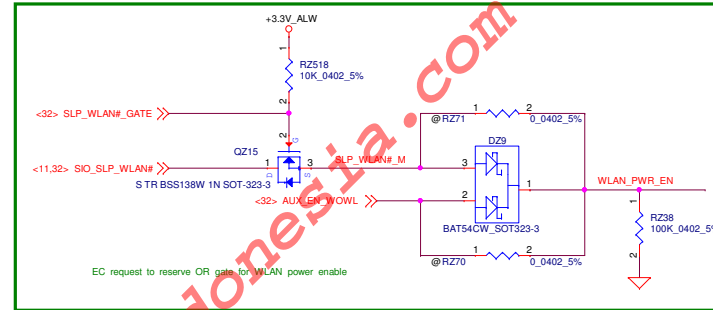 +3.3V_ALW
1
RZ518
10K_0402_5%
2
<32> SLP_WLAN#_GATE
2
G
QZ15
<11,32> SIO_SLP_WLAN# 1 3 SLP_WLAN#_M
D S
S TR BSS138W 1N SOT-323-3
<32> AUX_EN_WOWL
1 2
@RZ71 0_0402_5%
DZ9
3
2
1 WLAN_PWR_EN
BAT54CW_SOT323-3
1 2
@RZ70 0_0402_5%
1
RZ38
100K_0402_5%
2
EC request to reserve OR gate for WLAN power enable
donesia.com